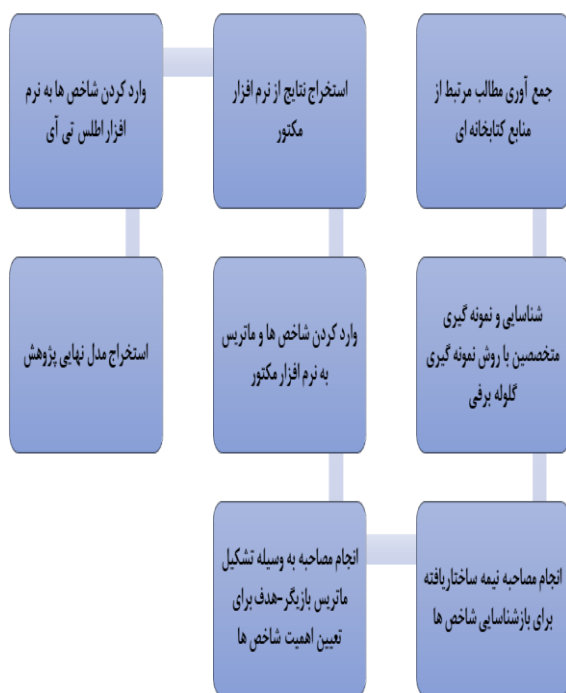 جمع آوری مطالب مرتبط از
منابع کتابخانه ای
شناسایی و نمونه گیری
متخصصین با روش نمونه گیری
گلوله برفی
انجام مصاحبه نیمه ساختاریافته
برای بازشناسایی شاخص ها
انجام مصاحبه به وسیله تشکیل
ماتریس بازیگر-هدف برای
تعیین اهمیت شاخص ها
وارد کردن شاخص ها و ماتریس
به نرم افزار مکتور
استخراج نتایج از نرم افزار
مکتور
وارد کردن شاخص ها به نرم
افزار اطلس تی آی
استخراج مدل نهایی پژوهش